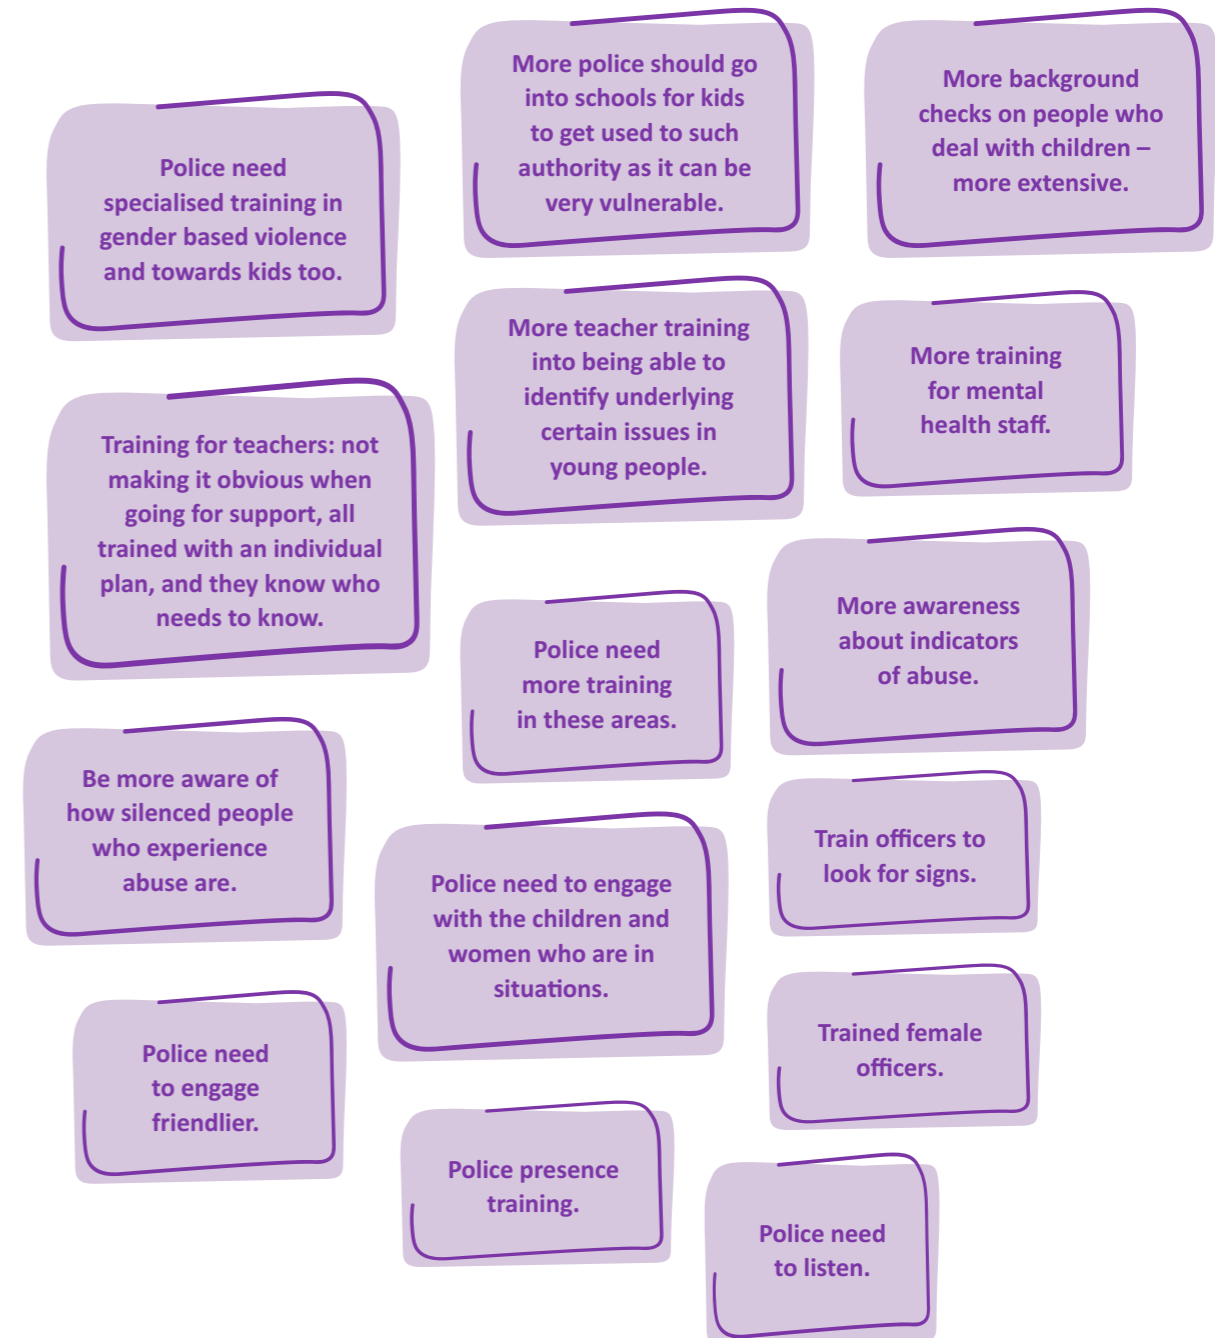 More police should go
into schools for kids
to get used to such
authority as it can be
very vulnerable.
More background
checks on people who
deal with children –
more extensive.
Police need
specialised training in
gender based violence
and towards kids too.
More teacher training
into being able to
identify underlying
certain issues in
young people.
More training
for mental
health staff.
Training for teachers: not
making it obvious when
going for support, all
trained with an individual
plan, and they know who
needs to know.
Police need
more training
in these areas.
More awareness
about indicators
of abuse.
Be more aware of
how silenced people
who experience
abuse are.
Police need to engage
with the children and
women who are in
situations.
Train officers to
look for signs.
Police need
to engage
friendlier.
Trained female
officers.
Police presence
training.
Police need
to listen.